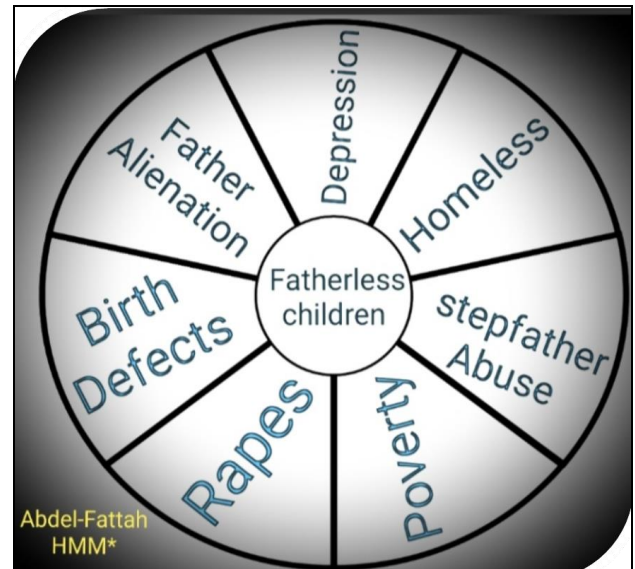 Depression
Homeless
stepfather
Abuse
Poverty
Rapes
Birth
Defects
Father
Alienation
Fatherless
children
Abdel-Fattah
HMM*